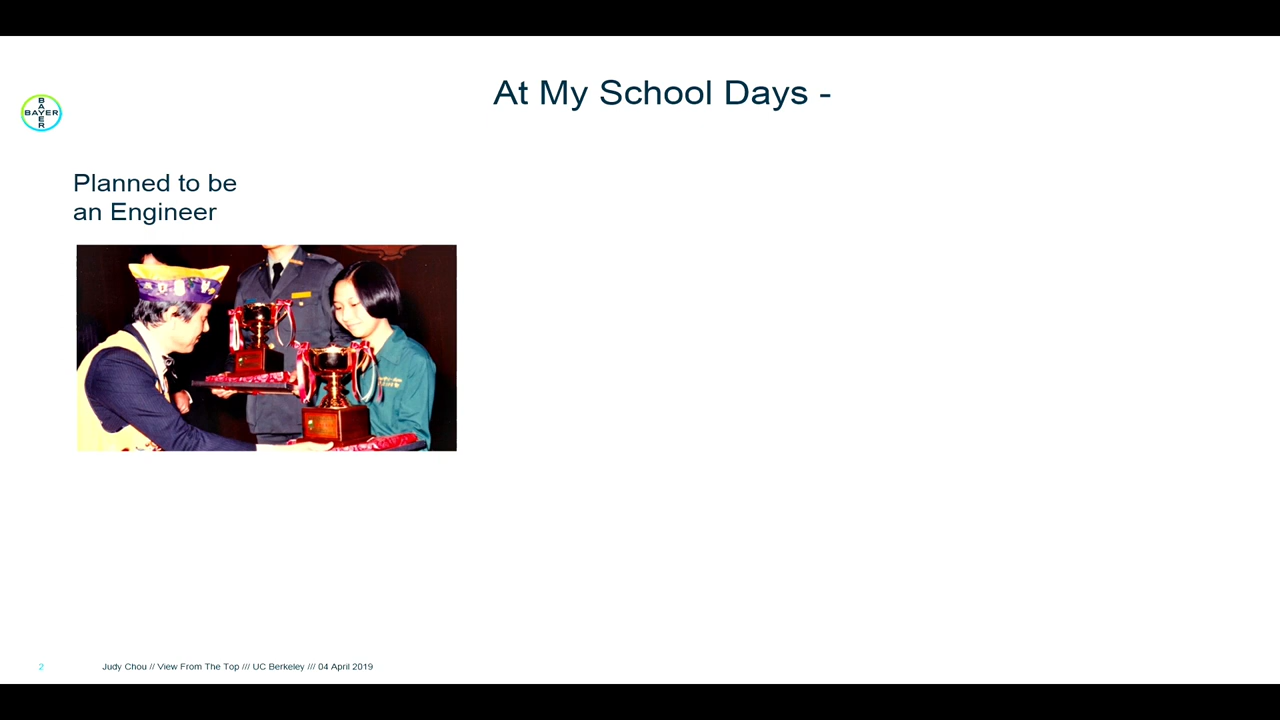 At My School Days -
BAYER
BAYER
Planned to be
an Engineer
2
Judy Chou // View From The Top /// UC Berkeley /// 04 April 2019